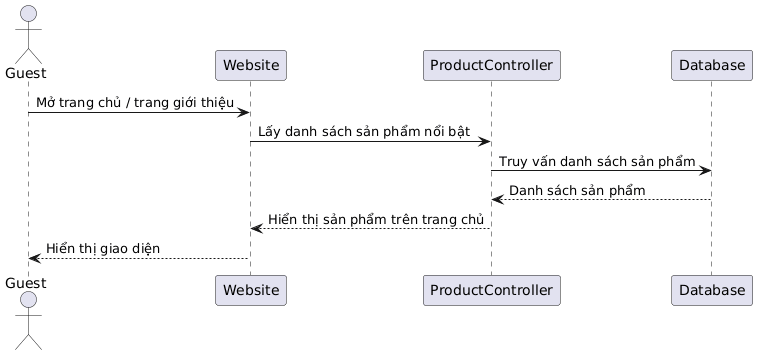 Guest
Website
ProductController
Database
Mở trang chủ / trang giới thiệu
Lấy danh sách sản phẩm nổi bật
Truy vấn danh sách sản phẩm
Danh sách sản phẩm
Hiển thị sản phẩm trên trang chủ
Hiển thị giao diện
Guest
Website
ProductController
Database